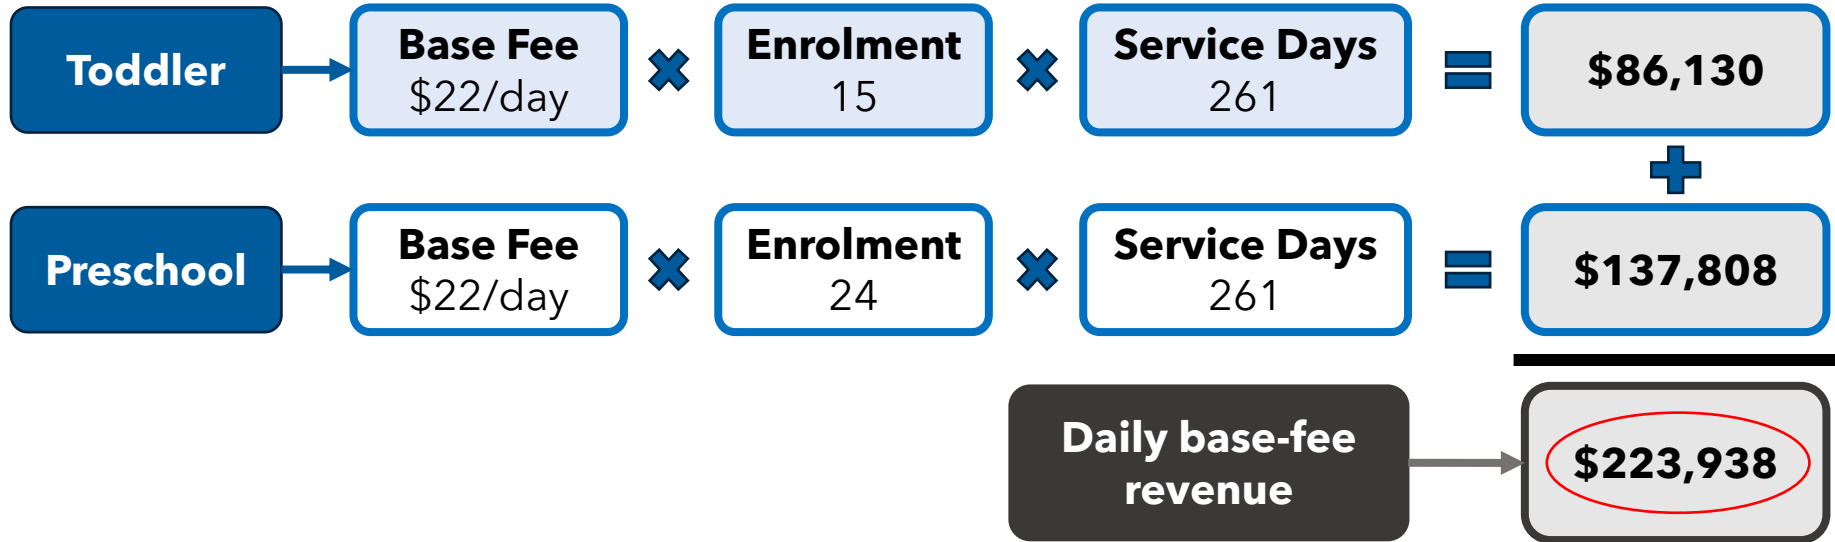 Toddler
Base Fee
$22/day
Enrolment
15
Service Days
261
$86,130
Preschool
Base Fee
$22/day
Enrolment
24
Service Days
261
$137,808
Daily base-fee
revenue
$223,938